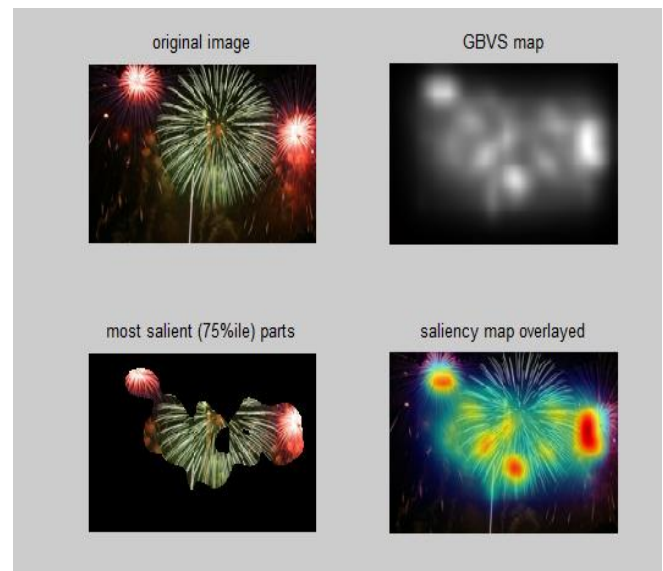 original image
GBVS map
most salient (75%ile) parts
saliency map overlayed